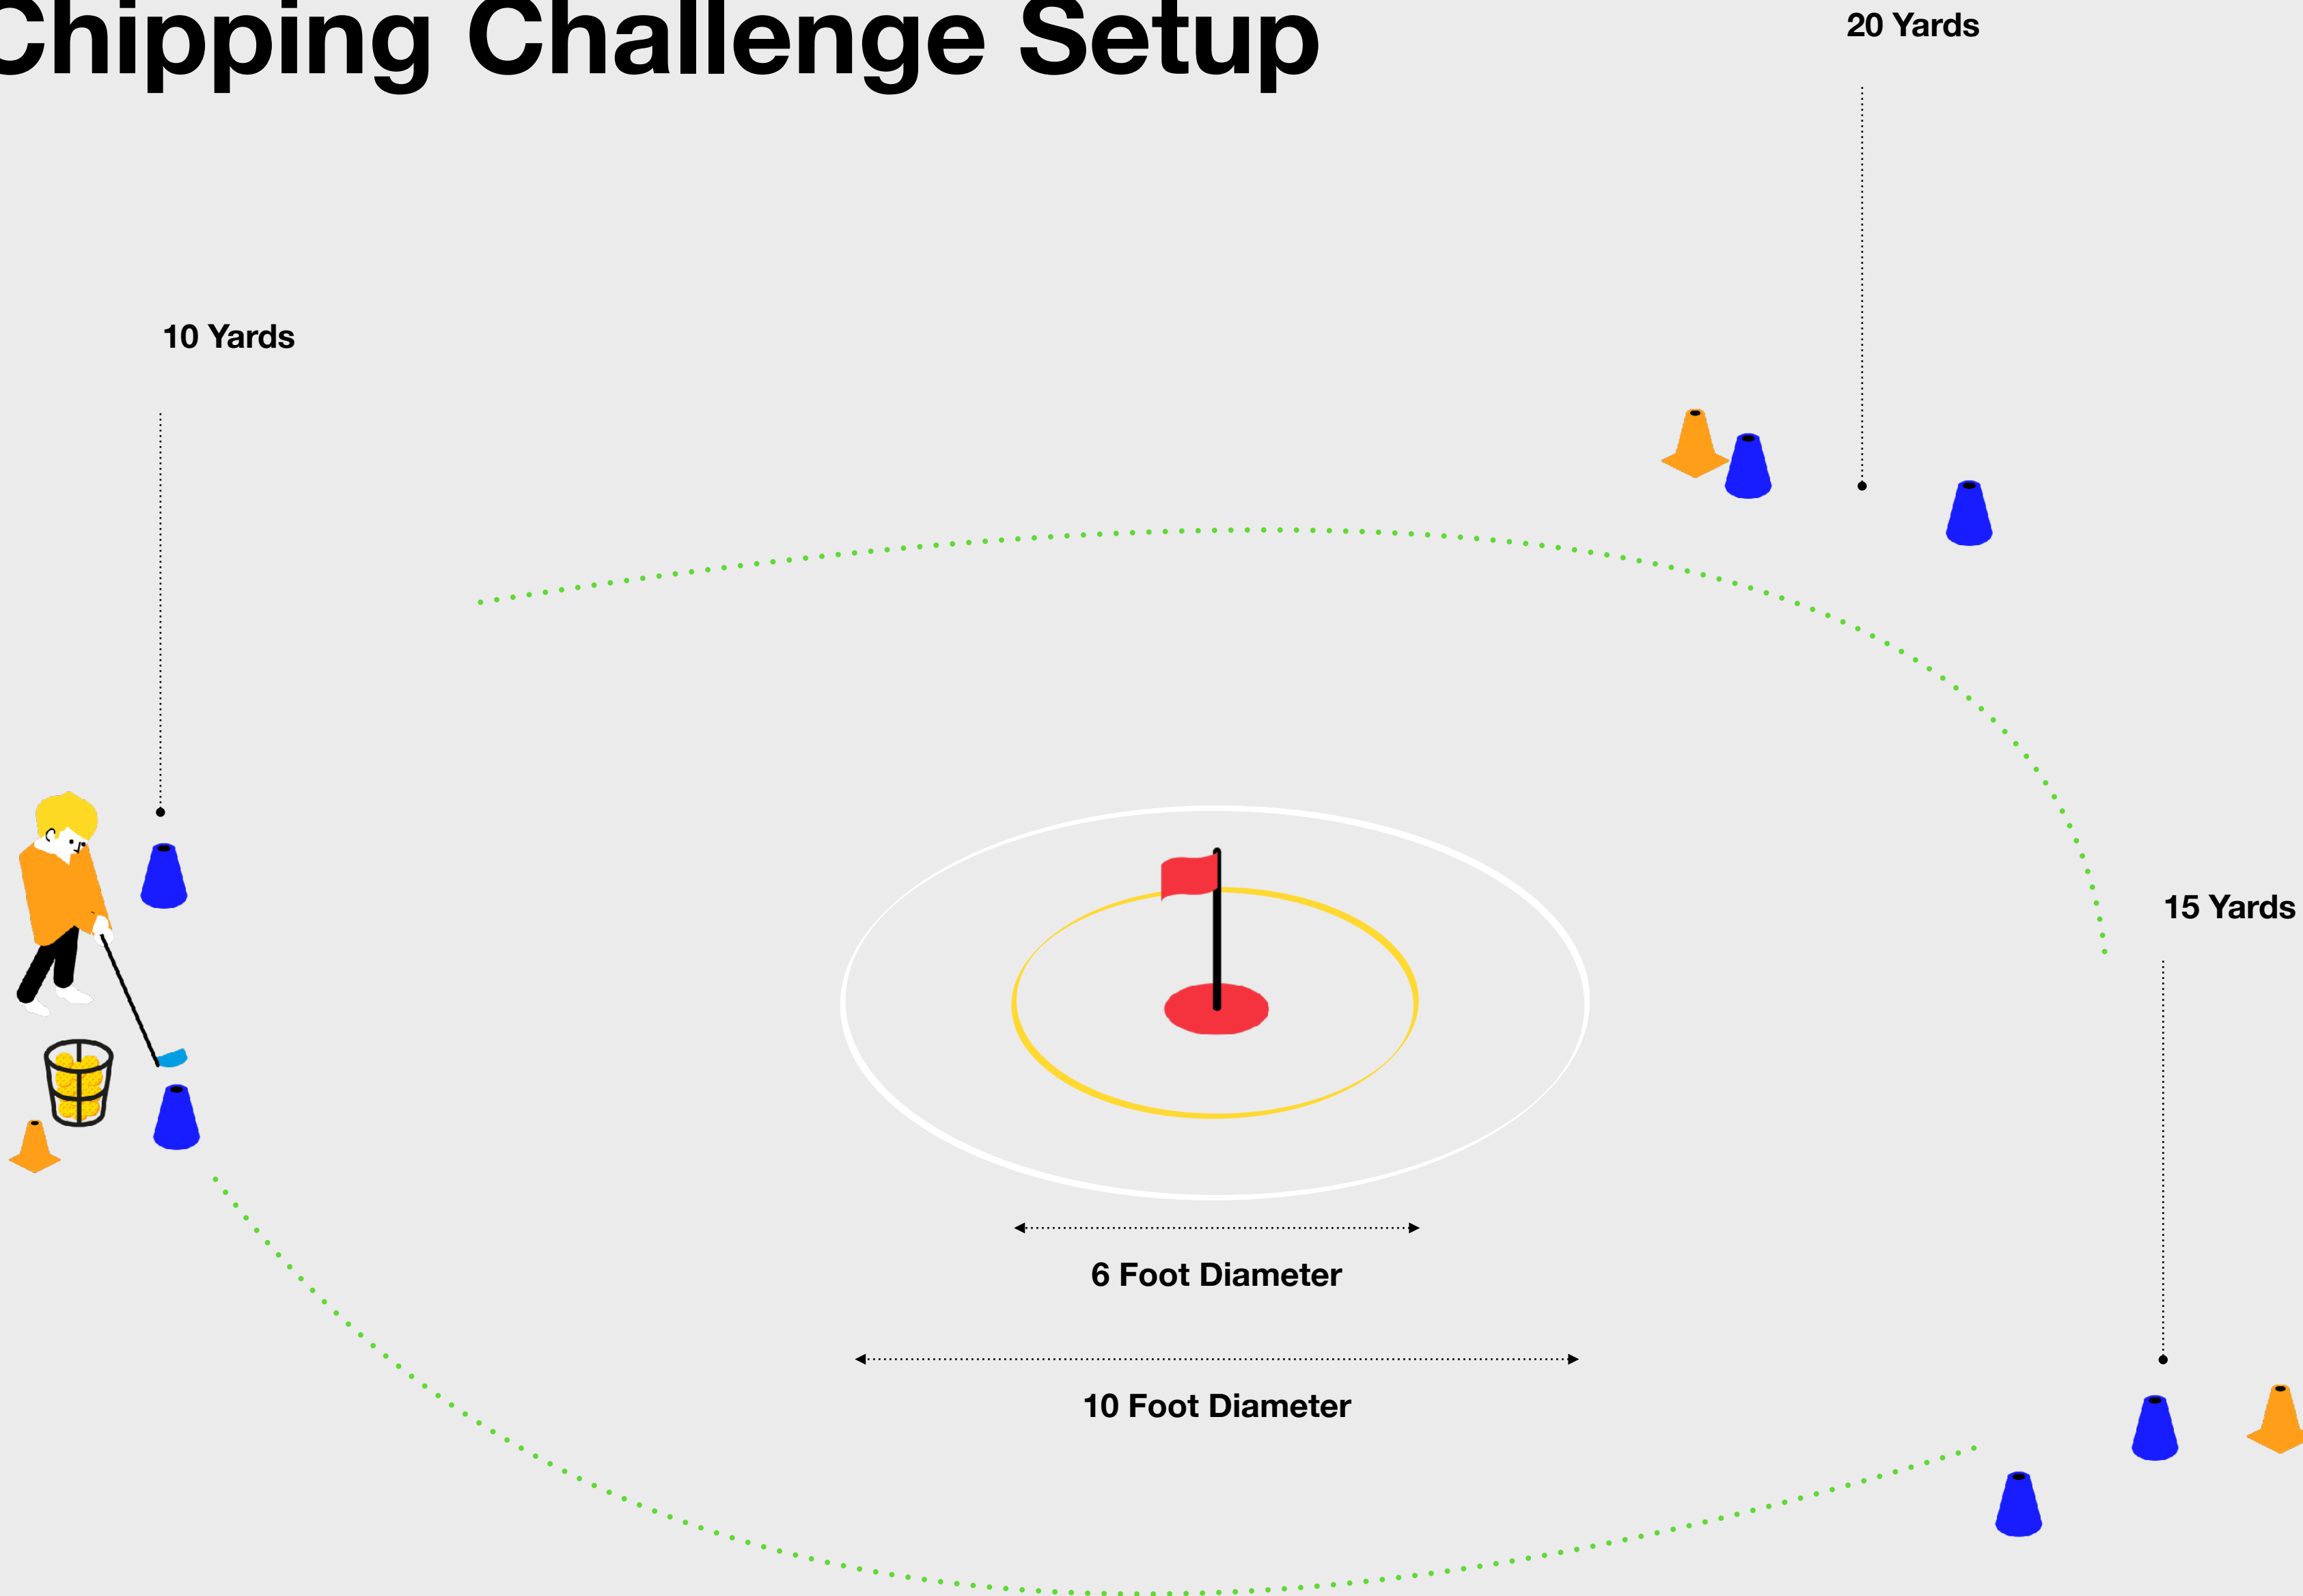 Chipping Challenge Setup
20 Yards
10 Yards
15 Yards
6 Foot Diameter
10 Foot Diameter